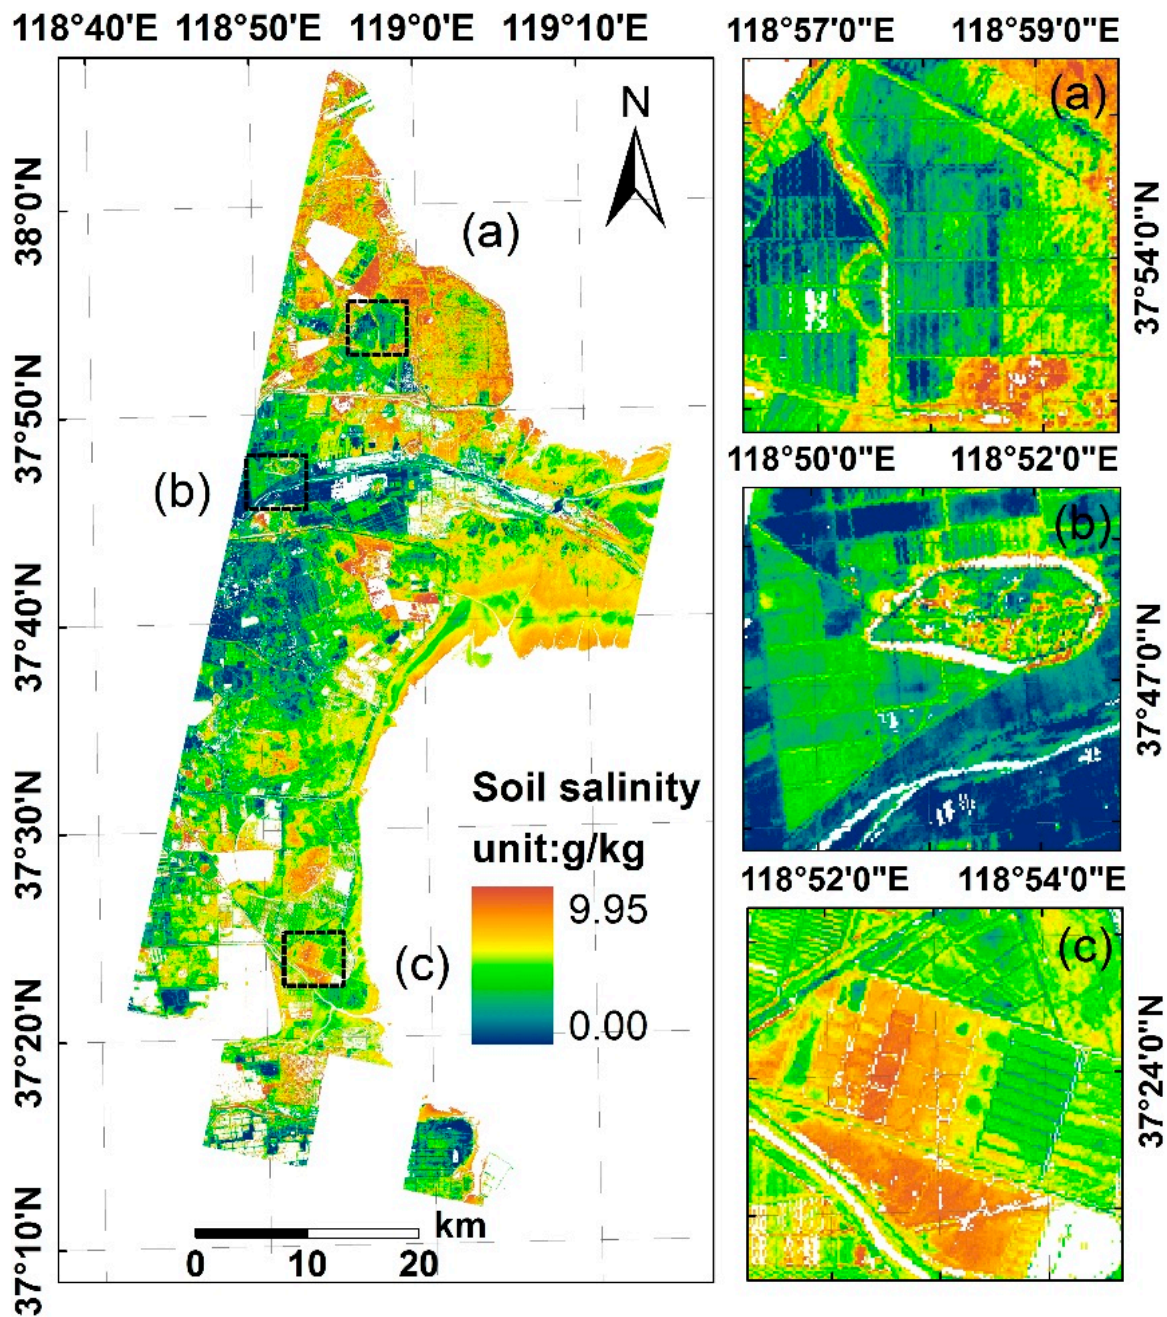 118°40'E 118°50'E 119°0'E 119°10'E
118°57'0"E 118°59'0"E
N
(a)
(a)
38°0'N
37°54'0"N
37°50'N
118°50'0"E 118°52'0"E
(b)
(b)
37°47'0"N
37°40'N
Soil salinity
unit:g/kg
9.95
0.00
37°30'N
118°52'0"E 118°54'0"E
(c)
(c)
37°24'0"N
37°20'N
km
0 10 20
37°10'N